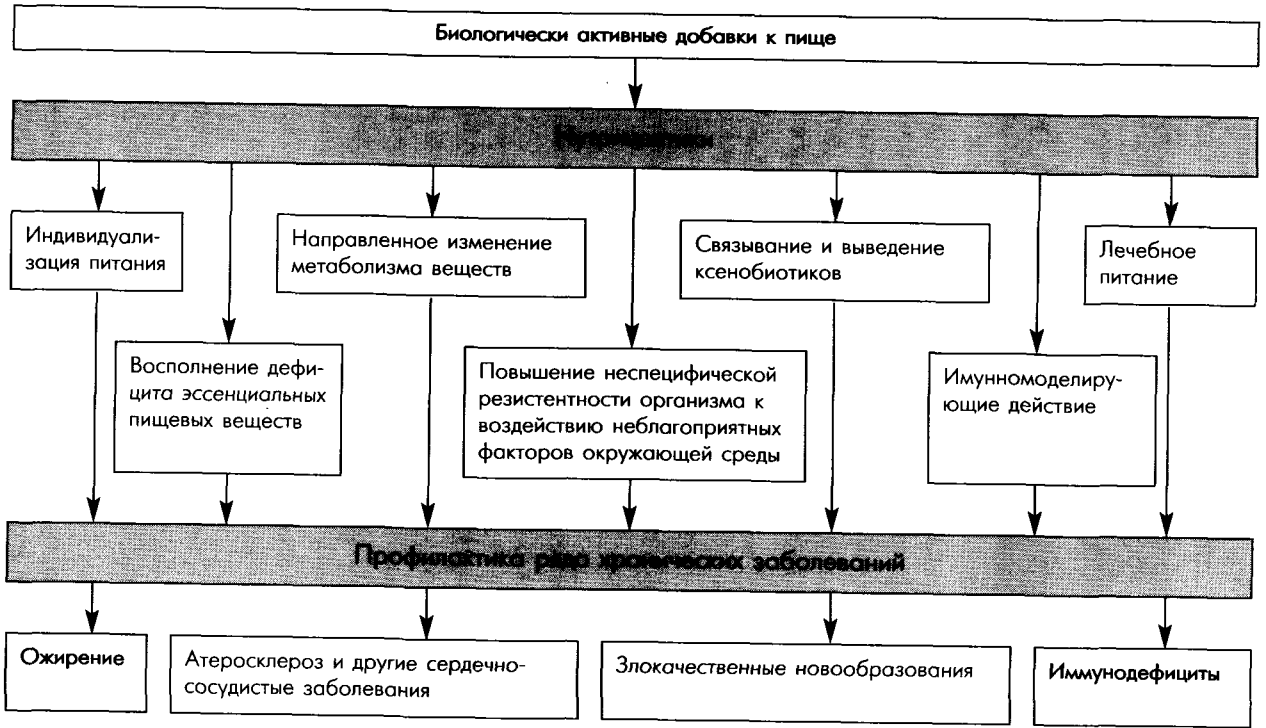 Биологически активные добавки к пище
Нутрицевтики
Индивидуали-
зация питания
Направленное изменение
метаболизма веществ
Связывание и выведение
ксенобиотиков
Лечебное
питание
Восполнение дефи-
цита эссенциальных
пищевых веществ
Повышение неспецифической
резистентности организма к
воздействию неблагоприятных
факторов окружающей среды
Имунномоделиру-
ющие действие
Профилактика ряда хронических заболеваний
Ожирение
Атеросклероз и другие сердечно-
сосудистые заболевания
Злокачественные новообразования
Иммунодефициты